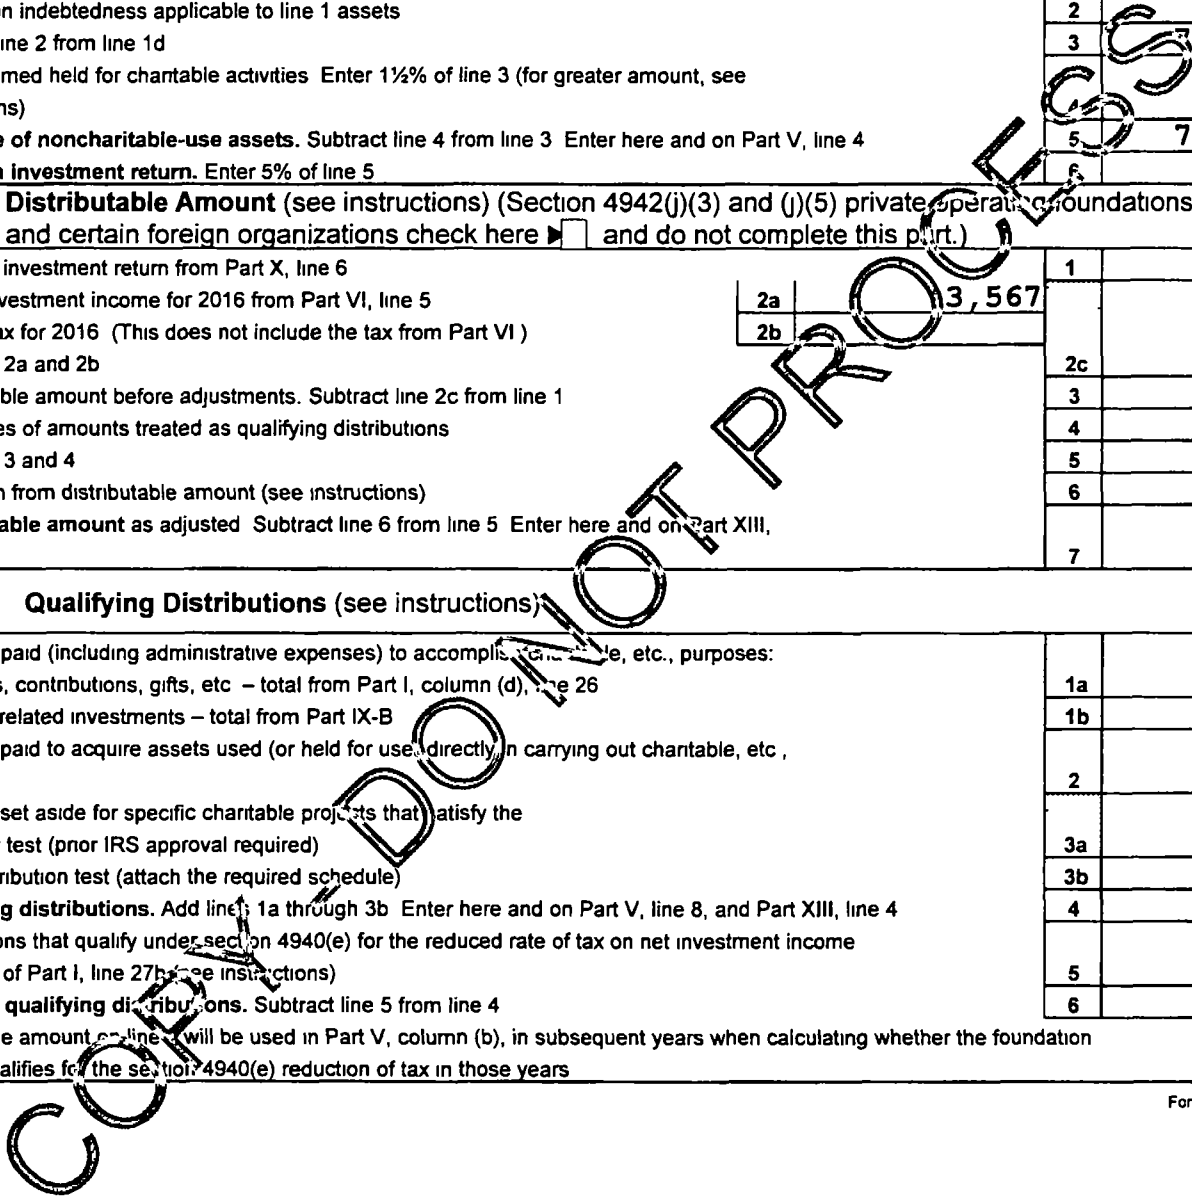 n indebtedness applicable to line 1 assets 2
ine 2 from line 1d 3 7
med held for charitable activities Enter 1½% of line 3 (for greater amount, see
ns) 4
e of noncharitable-use assets. Subtract line 4 from line 3 Enter here and on Part V, line 4 5 7
n investment return. Enter 5% of line 5 6
Distributable Amount (see instructions) (Section 4942(j)(3) and (j)(5) private operating foundations
and certain foreign organizations check here ▶ and do not complete this part.)
investment return from Part X, line 6 1
vestment income for 2016 from Part VI, line 5 2a 3,567
ax for 2016 (This does not include the tax from Part VI ) 2b
2a and 2b 2c
ble amount before adjustments. Subtract line 2c from line 1 3
es of amounts treated as qualifying distributions 4
3 and 4 5
n from distributable amount (see instructions) 6
able amount as adjusted Subtract line 6 from line 5 Enter here and on Part XIII,
7
Qualifying Distributions (see instructions)
paid (including administrative expenses) to accomplish charitable, etc., purposes:
, contributions, gifts, etc – total from Part I, column (d), line 26 1a
related investments – total from Part IX-B 1b
paid to acquire assets used (or held for use) directly in carrying out charitable, etc ,
2
set aside for specific charitable projects that satisfy the
test (prior IRS approval required) 3a
ribution test (attach the required schedule) 3b
g distributions. Add lines 1a through 3b Enter here and on Part V, line 8, and Part XIII, line 4 4
ons that qualify under section 4940(e) for the reduced rate of tax on net investment income
of Part I, line 27b (see instructions) 5
qualifying distributions. Subtract line 5 from line 4 6
e amount on line will be used in Part V, column (b), in subsequent years when calculating whether the foundation
alifies for the section 4940(e) reduction of tax in those years
For
COPY - DO NOT PROCESS